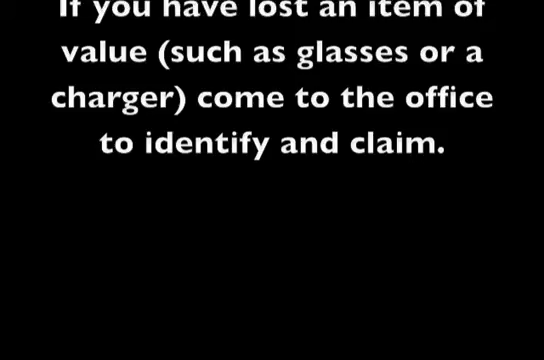 If you have lost an item of
value (such as glasses or a
charger) come to the office
to identify and claim.